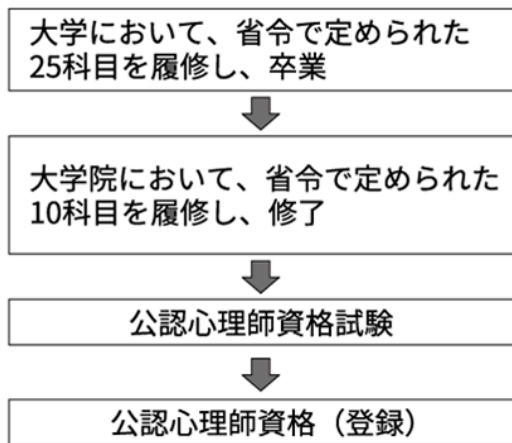 大学において、省令で定められた
25科目を履修し、卒業
大学院において、省令で定められた
10科目を履修し、修了
公認心理師資格試験
公認心理師資格（登録）